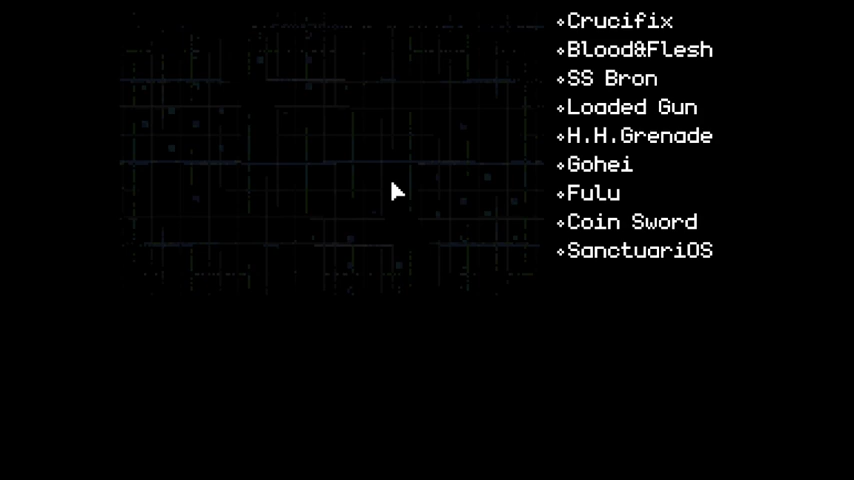 ⋄Crucifix
⋄Blood&Flesh
⋄SS Bron
⋄Loaded Gun
⋄H.H.Grenade
⋄Gohei
⋄Fulu
⋄Coin Sword
⋄SanctuariOS